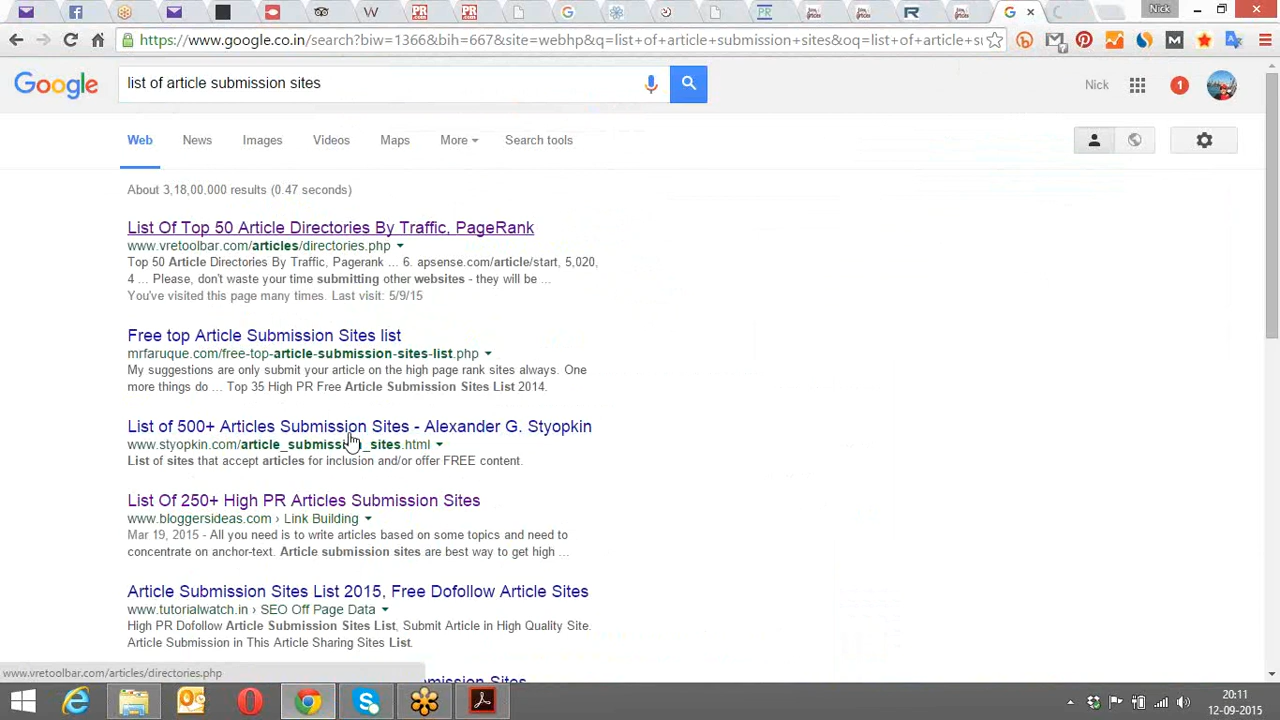 Nick
https://www.google.co.in/search?biw=1366&bih=667&site=webhp&q=list+of+article+submission+sites&oq=list+of+article+su
Google
list of article submission sites
Nick
1
Web News Images Videos Maps More Search tools
About 3,18,00,000 results (0.47 seconds)
List Of Top 50 Article Directories By Traffic, PageRank
www.vretoolbar.com/articles/directories.php
Top 50 Article Directories By Traffic, Pagerank ... 6. apsense.com/article/start, 5,020,
4 ... Please, don't waste your time submitting other websites - they will be ...
You've visited this page many times. Last visit: 5/9/15
Free top Article Submission Sites list
mrfaruque.com/free-top-article-submission-sites-list.php
My suggestions are only submit your article on the high page rank sites always. One
more things do ... Top 35 High PR Free Article Submission Sites List 2014.
List of 500+ Articles Submission Sites - Alexander G. Styopkin
www.styopkin.com/article_submission_sites.html
List of sites that accept articles for inclusion and/or offer FREE content.
List Of 250+ High PR Articles Submission Sites
www.bloggersideas.com › Link Building
Mar 19, 2015 - All you need is to write articles based on some topics and need to
concentrate on anchor-text. Article submission sites are best way to get high ...
Article Submission Sites List 2015, Free Dofollow Article Sites
www.tutorialwatch.in › SEO Off Page Data
High PR Dofollow Article Submission Sites List, Submit Article in High Quality Site.
Article Submission in This Article Sharing Sites List.
www.vretoolbar.com/articles/directories.php
20:11
12-09-2015